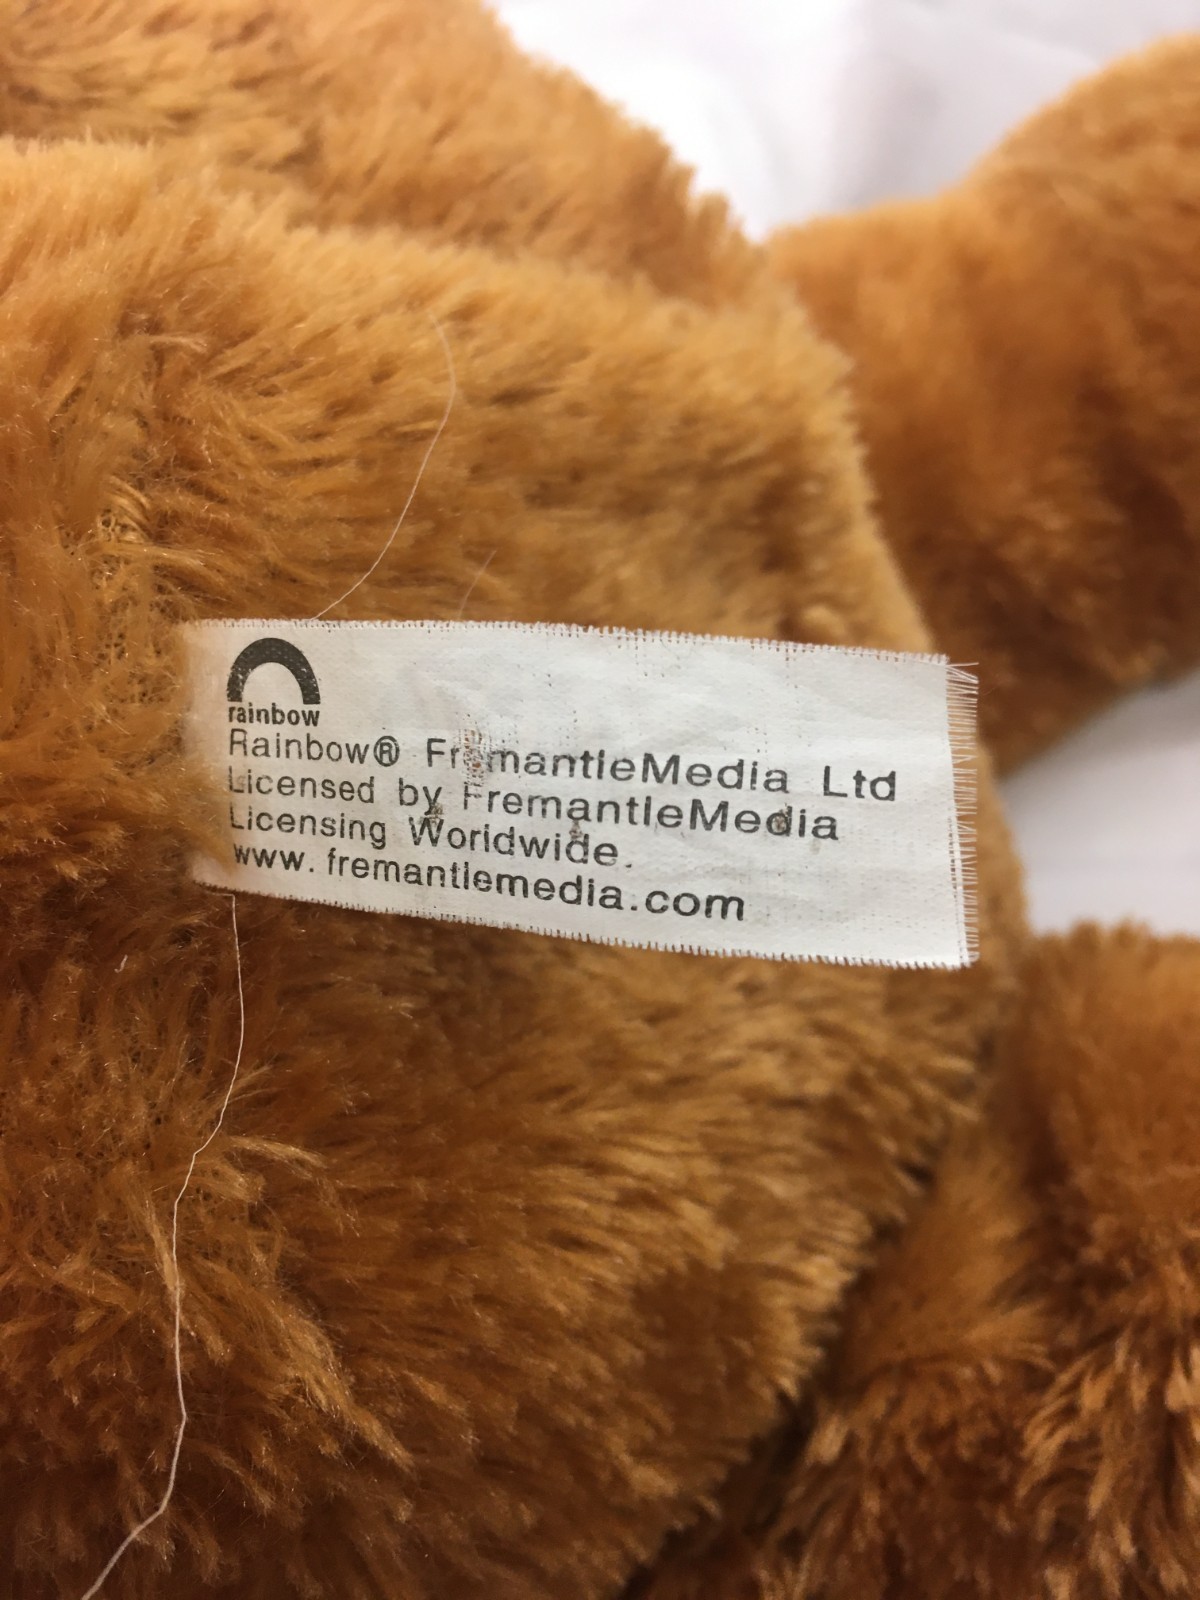 rainbow
Rainbow® FremantleMedia Ltd
Licensed by FremantleMedia
Licensing Worldwide.
www.fremantlemedia.com